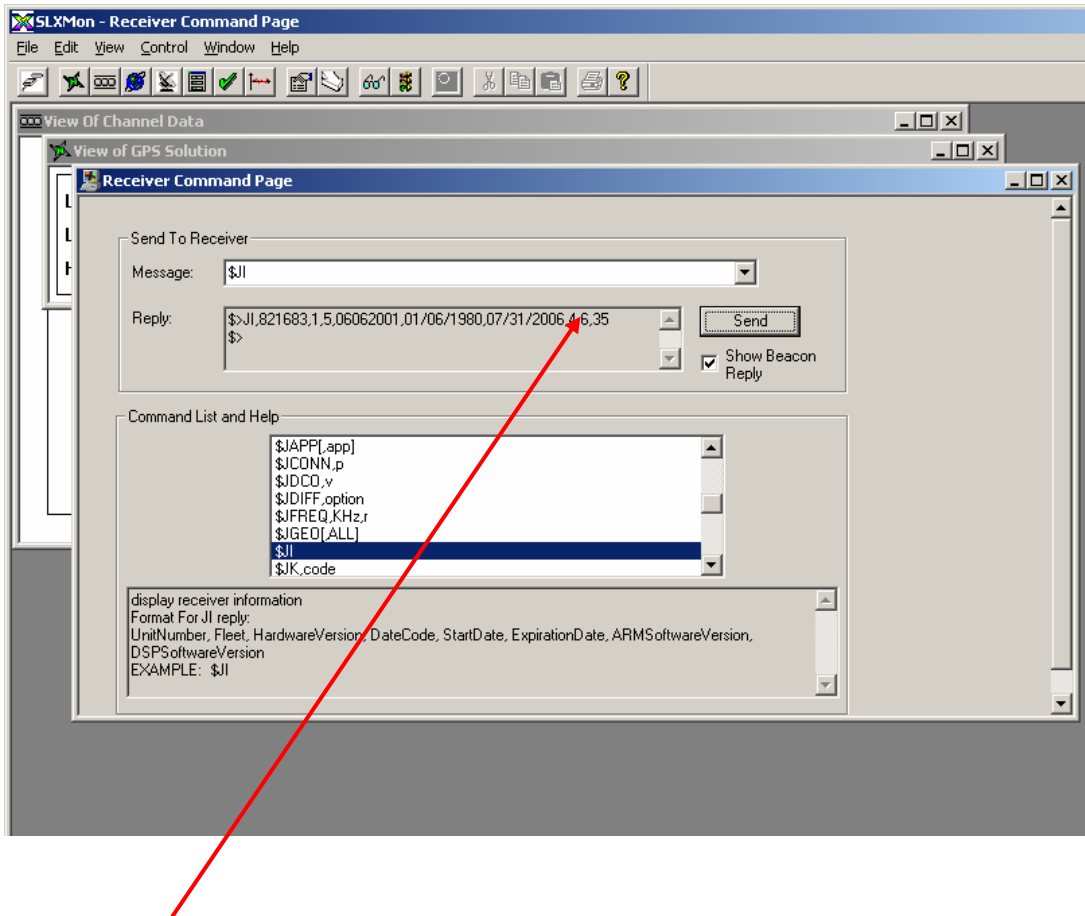 SLXMon - Receiver Command Page
File Edit View Control Window Help
View Of Channel Data
View of GPS Solution
Receiver Command Page
L
L
H
Send To Receiver
Message: $JI
Reply: $>JI,821683,1,5,06062001,01/06/1980,07/31/2006,4.6,35
$>
Send
Show Beacon
Reply
Command List and Help
$JAPP[,app]
$JCONN,p
$JDCO,v
$JDIFF,option
$JFREQ,KHz,r
$JGEO[,ALL]
$JI
$JK,code
display receiver information
Format For JI reply:
UnitNumber, Fleet, HardwareVersion, DateCode, StartDate, ExpirationDate, ARMSoftwareVersion,
DSPSoftwareVersion
EXAMPLE: $JI